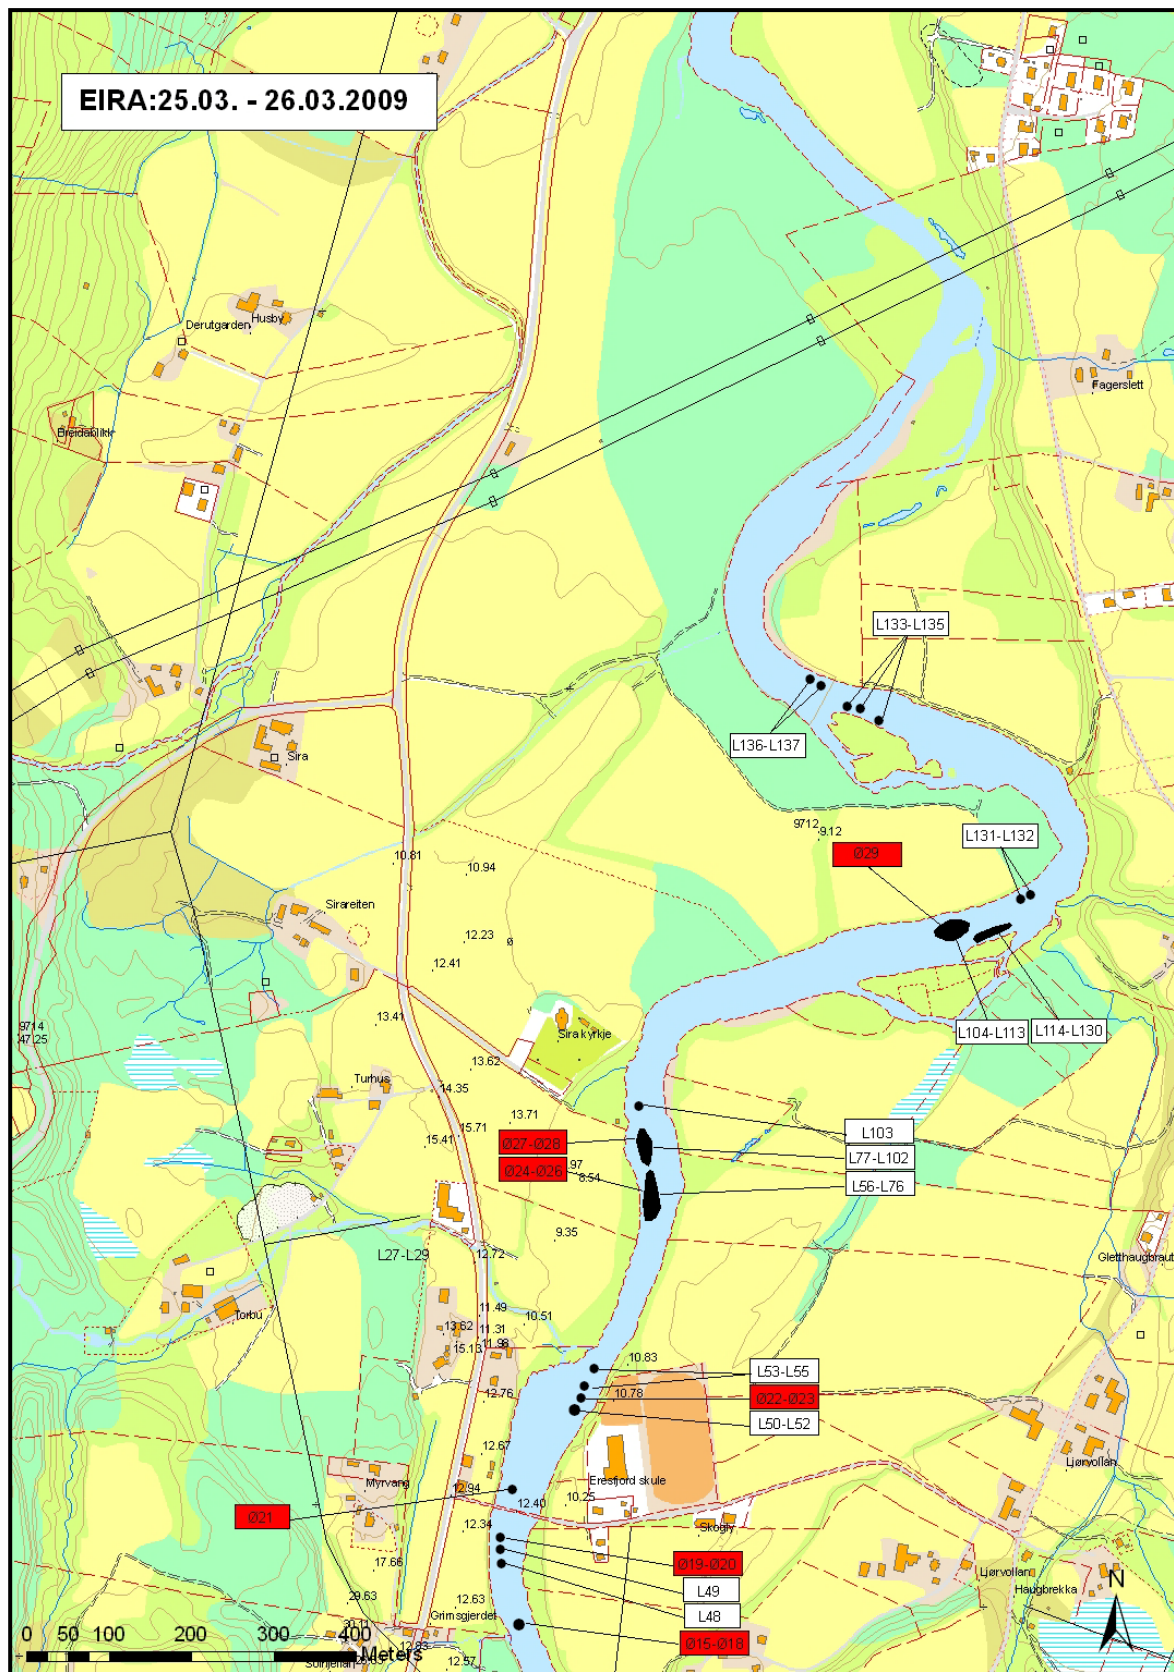 EIRA:25.03. - 26.03.2009
Derutgarden
Husby
Fagerslett
Breidablikk
L133-L135
L136-L137
Sira
9712
-9.12
L131-L132
Ø29
10.81
10.94
Sirareiten
12.23
ø
12.41
13.41
9714
47.25
Sira kyrkje
L104-L113
L114-L130
13.62
Turhus
14.35
13.71
15.71
15.41
L103
Ø27-Ø28
L77-L102
Ø24-Ø26
.97
8.54
L56-L76
9.35
L27-L29
12.72
Gletthaugbraut
Torbu
11.49
10.51
13.62
11.31
15.13
11.98
10.83
L53-L55
12.76
10.78
Ø22-Ø23
L50-L52
12.67
Ljørvollan
Myrvang
Eresfjord skule
12.94
10.25
12.40
Ø21
12.34
Skogly
17.66
Ø19-Ø20
Ljørvollan
Haugbrekka
N
L49
29.63
12.63
L48
Grimsgjerdet
Ø15-Ø18
0 50 100 200 300 400
Meters
12.83
12.57